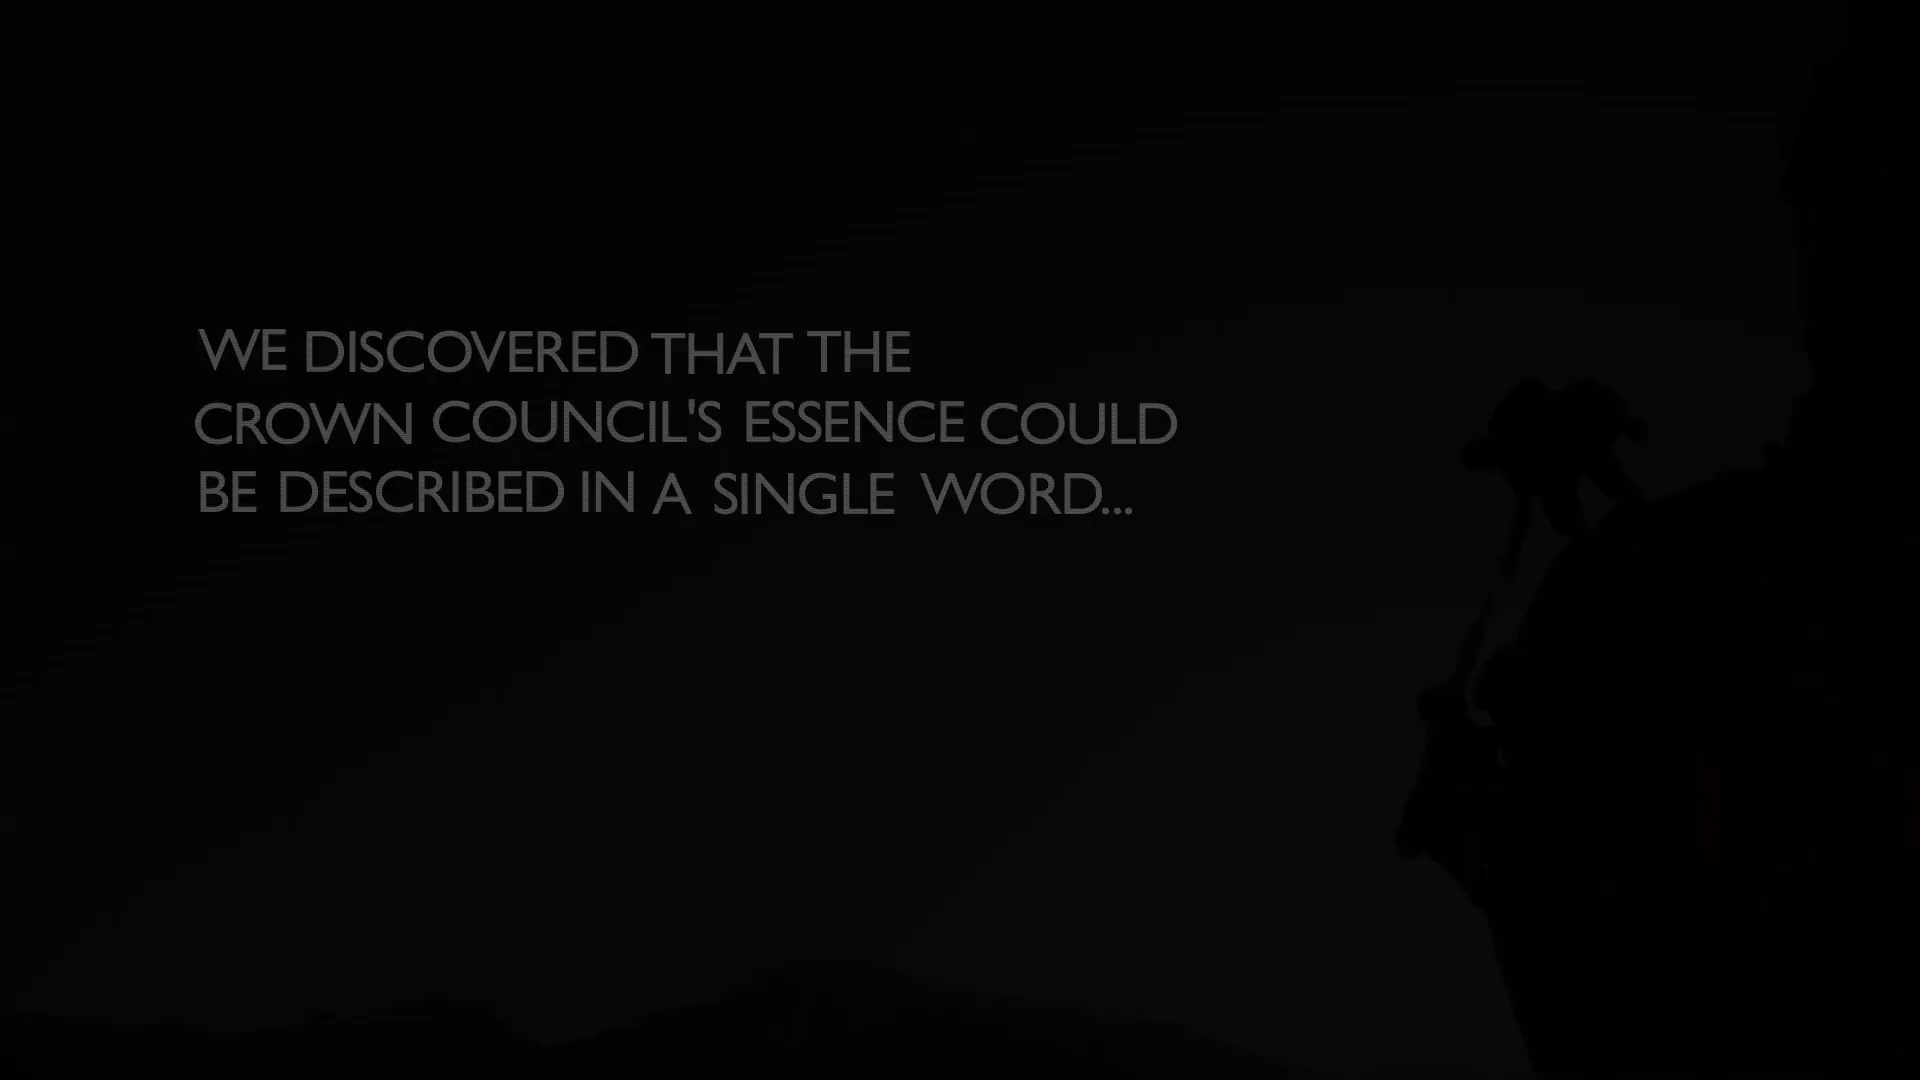 WE DISCOVERED THAT THE
CROWN COUNCIL'S ESSENCE COULD
BE DESCRIBED IN A SINGLE WORD...